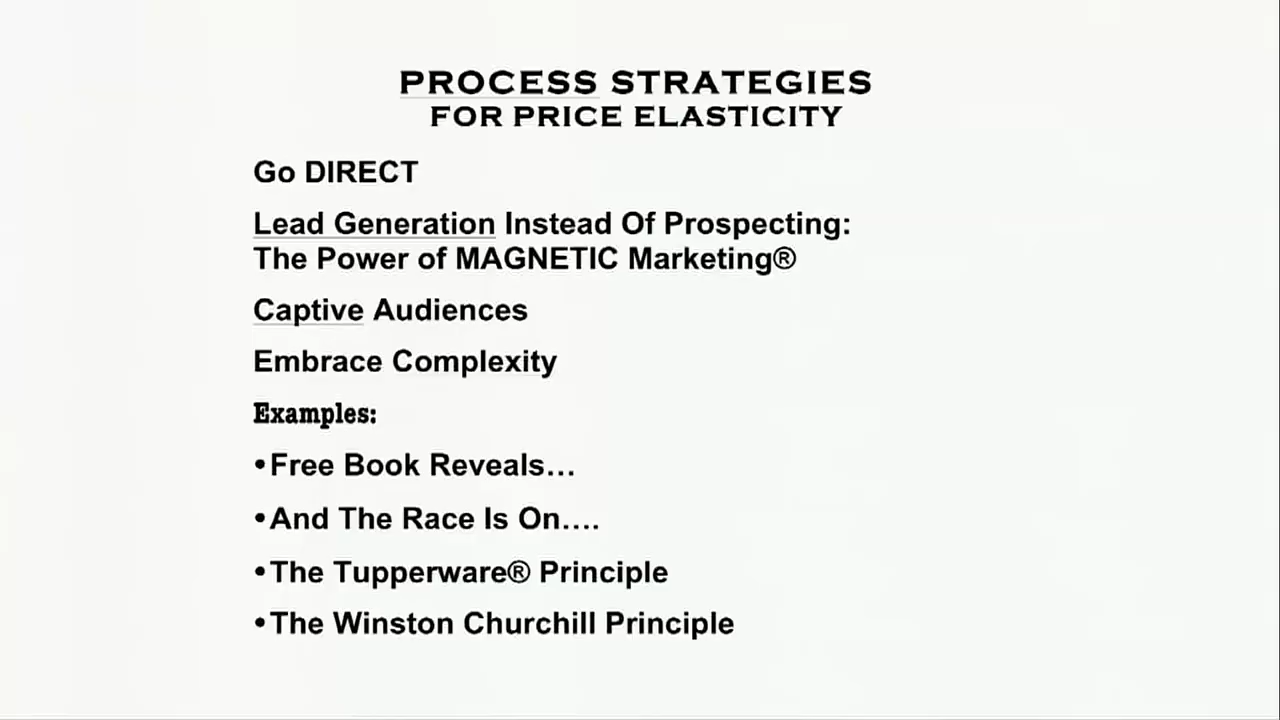 PROCESS STRATEGIES
FOR PRICE ELASTICITY
Go DIRECT
Lead Generation Instead Of Prospecting:
The Power of MAGNETIC Marketing®
Captive Audiences
Embrace Complexity
Examples:
•Free Book Reveals…
•And The Race Is On….
•The Tupperware® Principle
•The Winston Churchill Principle